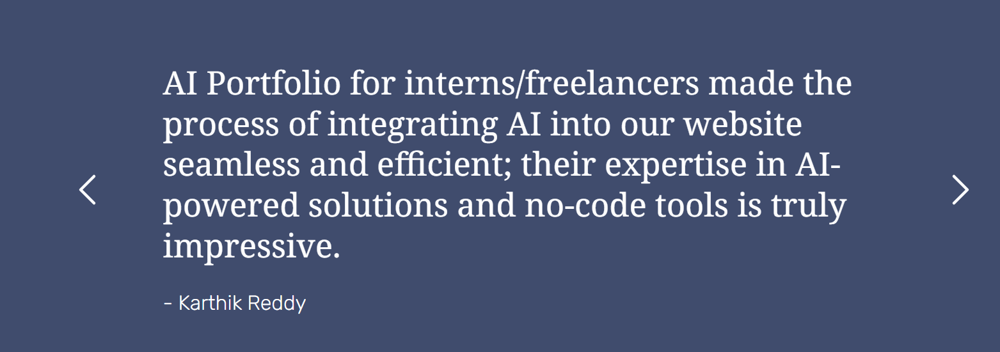 AI Portfolio for interns/freelancers made the
process of integrating AI into our website
seamless and efficient; their expertise in AI-
powered solutions and no-code tools is truly
impressive.
- Karthik Reddy